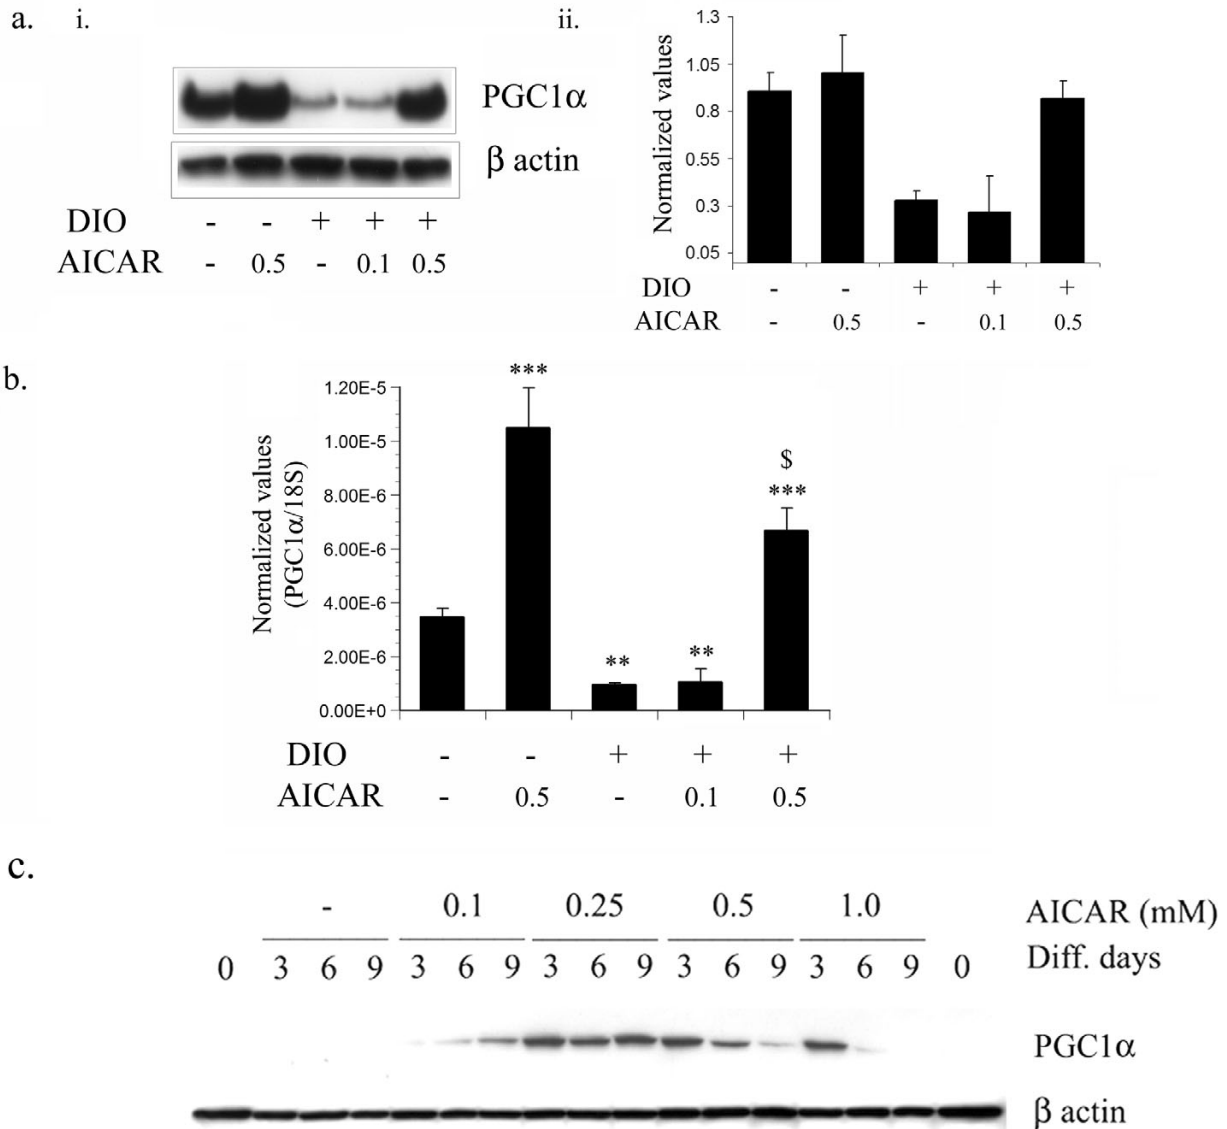 a. i. ii.
PGC1α
β actin
DIO - - + + +
AICAR - 0.5 - 0.1 0.5
Normalized values
1.3
1.05
0.8
0.55
0.3
0.05
DIO - - + + +
AICAR - 0.5 - 0.1 0.5
b.
Normalized values
(PGC1α/18S)
1.20E-5
1.00E-5
8.00E-6
6.00E-6
4.00E-6
2.00E-6
0.00E+0
***
** **
$
***
DIO - - + + +
AICAR - 0.5 - 0.1 0.5
c.
- 0.1 0.25 0.5 1.0 AICAR (mM)
0 3 6 9 3 6 9 3 6 9 3 6 9 3 6 9 0 Diff. days
PGC1α
β actin